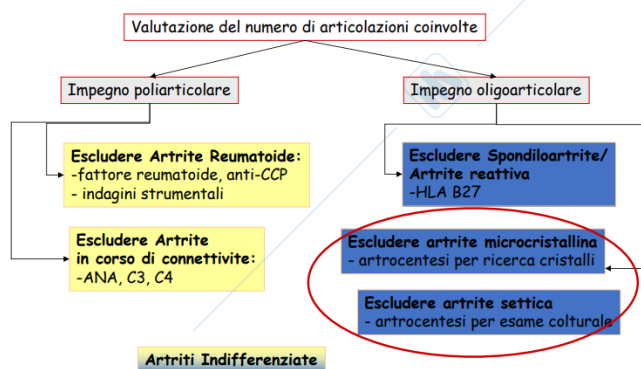 Valutazione del numero di articolazioni coinvolte
Impegno poliarticolare
Impegno oligoarticolare
Escludere Artrite Reumatoide:
-fattore reumatoide, anti-CCP
- indagini strumentali
Escludere Spondiloartrite/
Artrite reattiva
-HLA B27
Escludere Artrite
in corso di connettivite:
-ANA, C3, C4
Escludere artrite microcristallina
- artrocentesi per ricerca cristalli
Escludere artrite settica
- artrocentesi per esame colturale
Artriti Indifferenziate